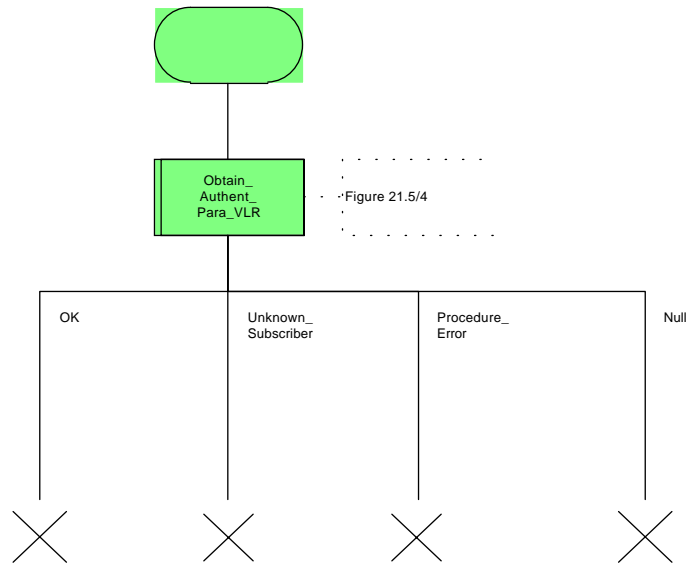 Obtain_
Authent_
Para_VLR
Figure 21.5/4
OK
Unknown_
Subscriber
Procedure_
Error
Null